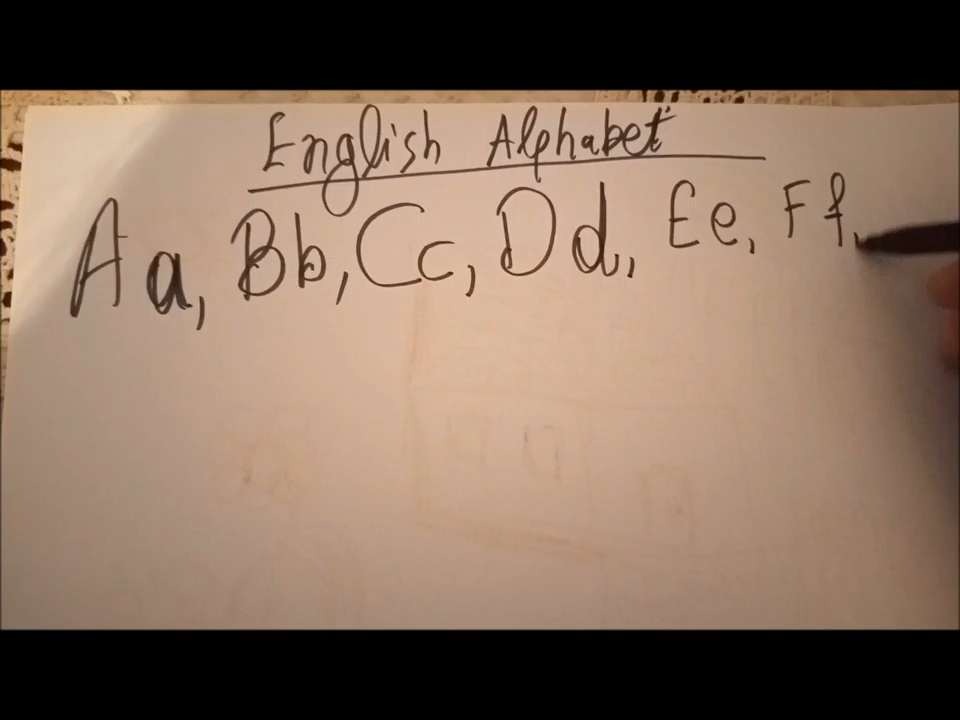 English Alphabet
Aa, Bb, Cc, Dd, Ee, Ff,